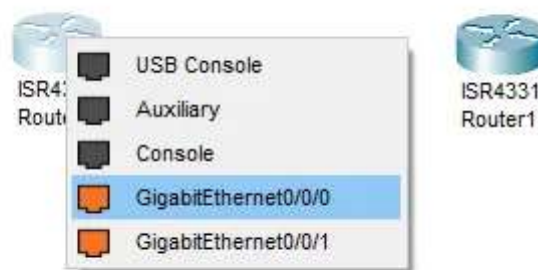 USB Console
ISR4
Auxiliary
Rout
Console
GigabitEthernet0/0/0
GigabitEthernet0/0/1
ISR4331
Router1